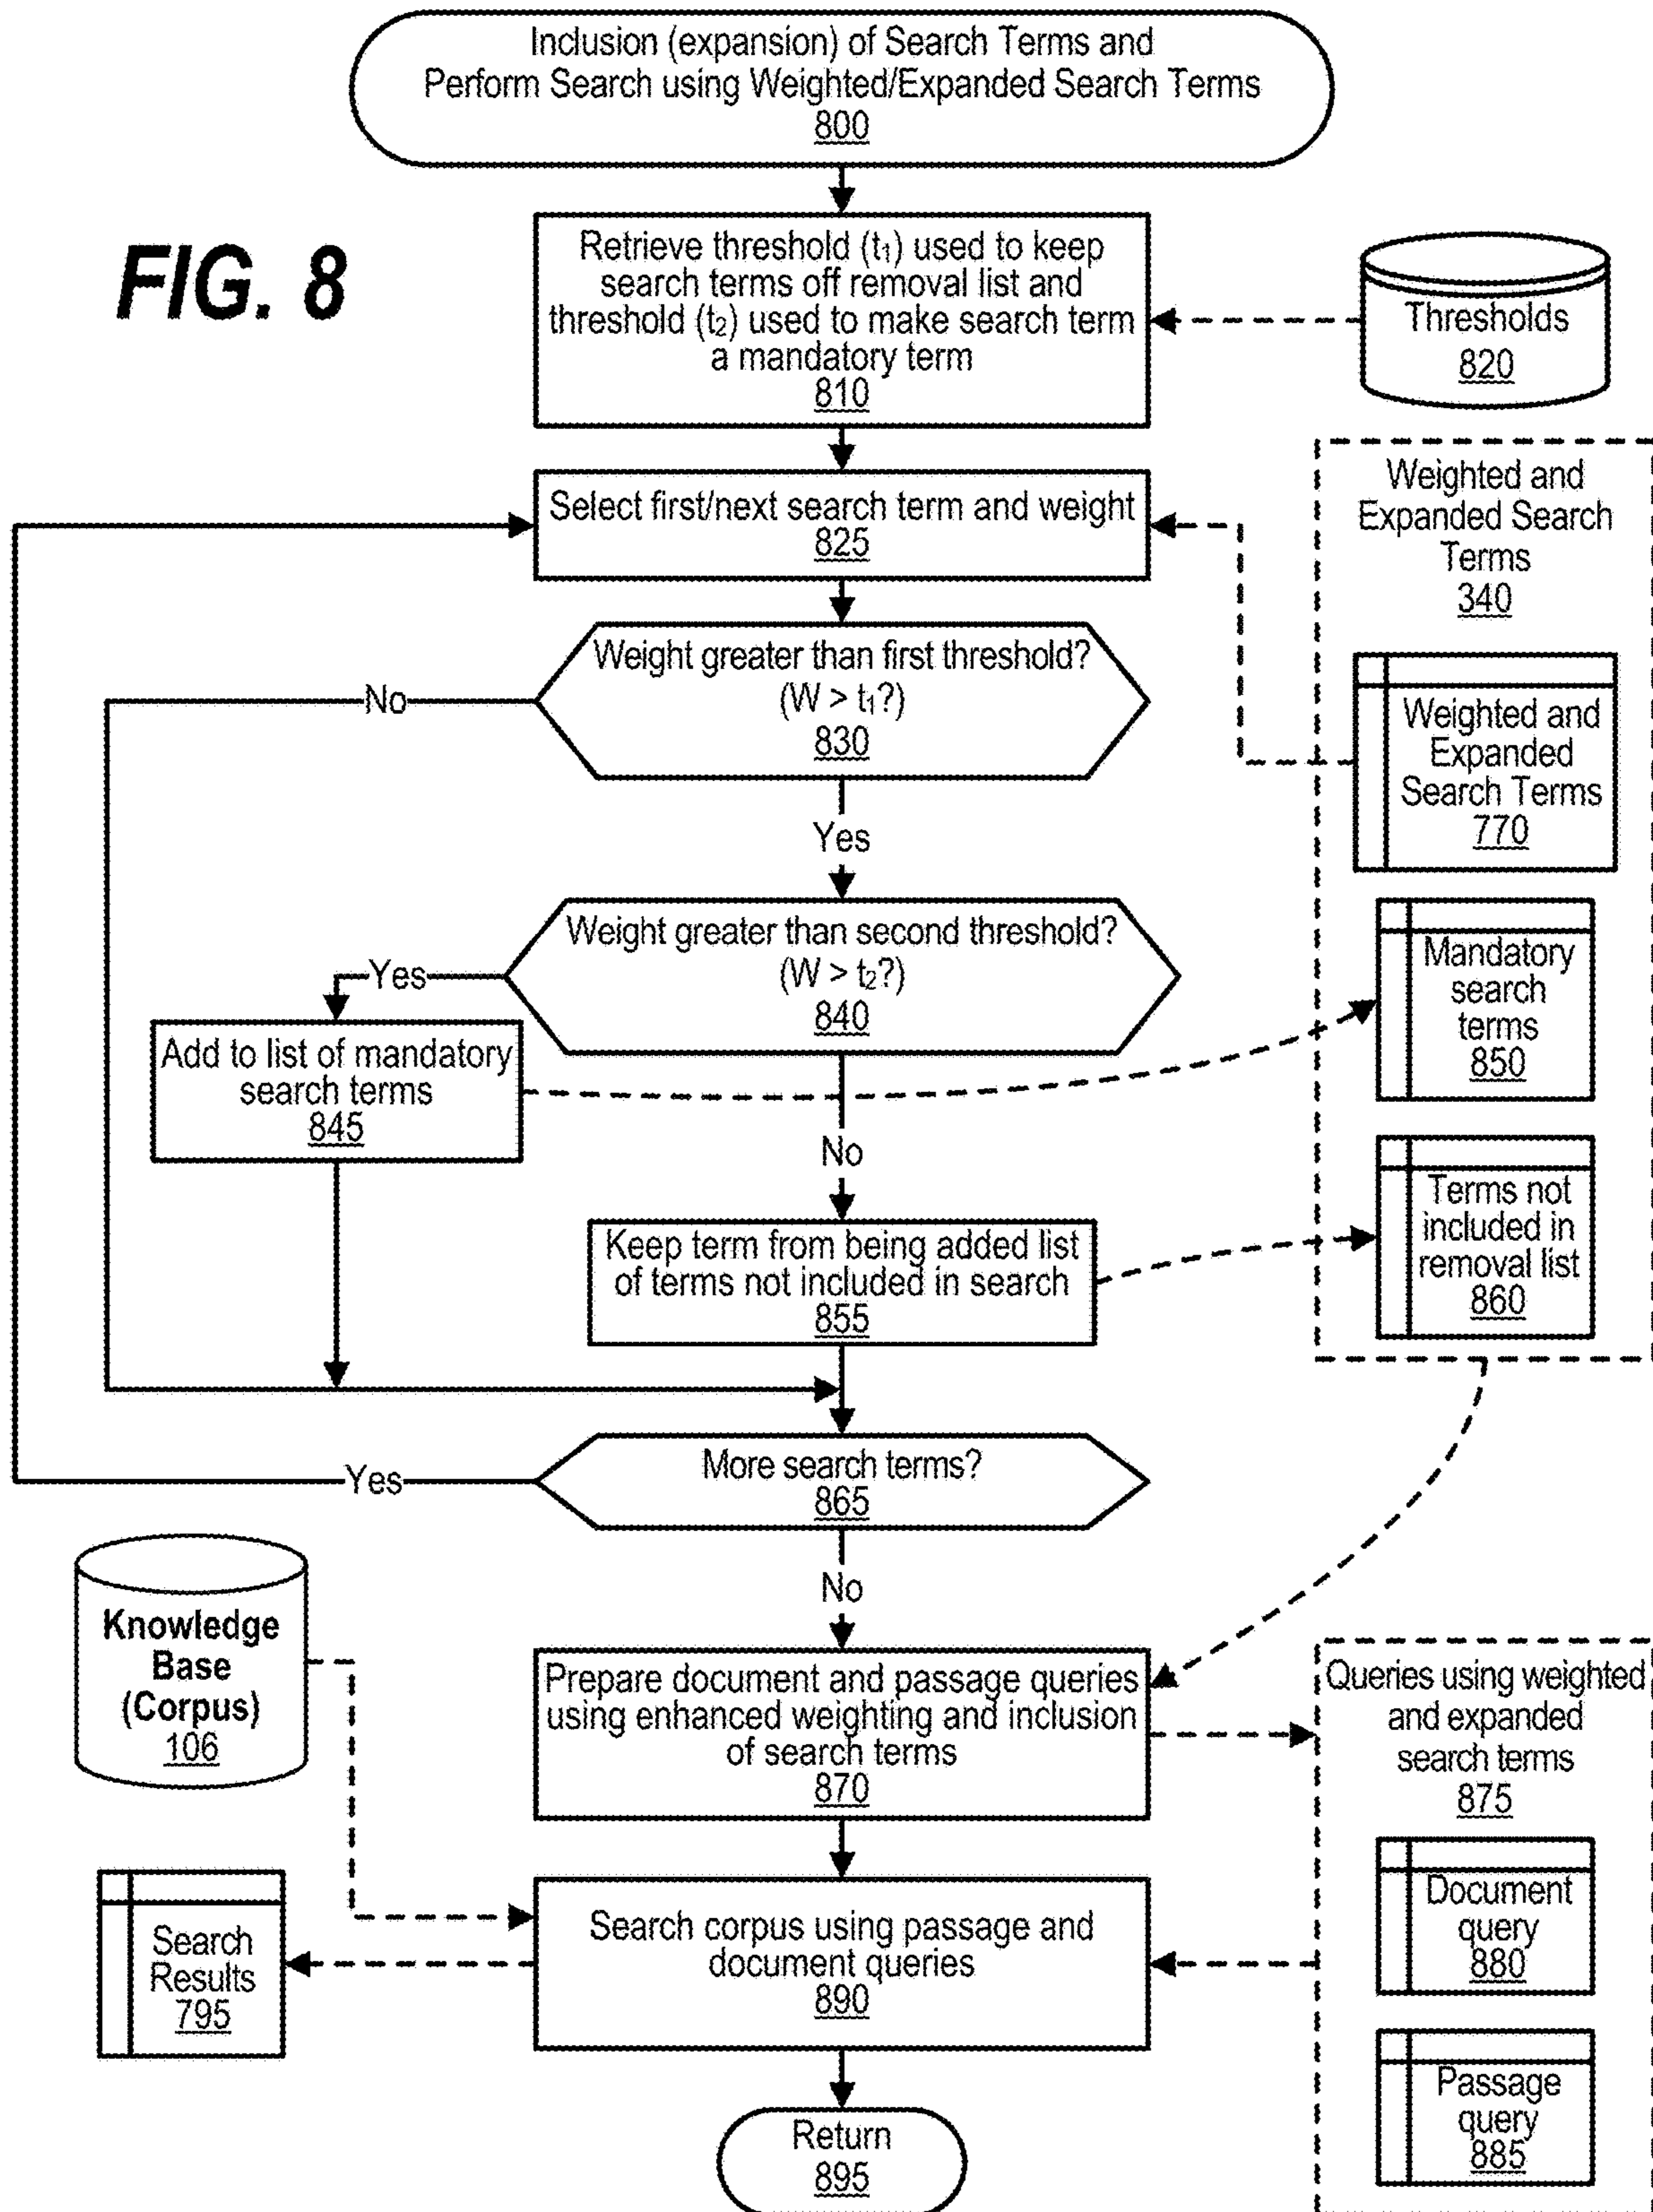 Inclusion (expansion) of Search Terms and
Perform Search using Weighted/Expanded Search Terms
800
FIG. 8
Retrieve threshold (t₁) used to keep
search terms off removal list and
threshold (t₂) used to make search term
a mandatory term
810
Thresholds
820
Select first/next search term and weight
825
Weighted and
Expanded Search
Terms
340
Weight greater than first threshold?
(W > t₁?)
830
No
Yes
Weighted and
Expanded
Search Terms
770
Weight greater than second threshold?
(W > t₂?)
840
Yes
No
Mandatory
search
terms
850
Add to list of mandatory
search terms
845
Keep term from being added list
of terms not included in search
855
Terms not
included in
removal list
860
More search terms?
865
Yes
No
Knowledge
Base
(Corpus)
106
Prepare document and passage queries
using enhanced weighting and inclusion
of search terms
870
Queries using weighted
and expanded
search terms
875
Document
query
880
Passage
query
885
Search corpus using passage and
document queries
890
Search
Results
795
Return
895